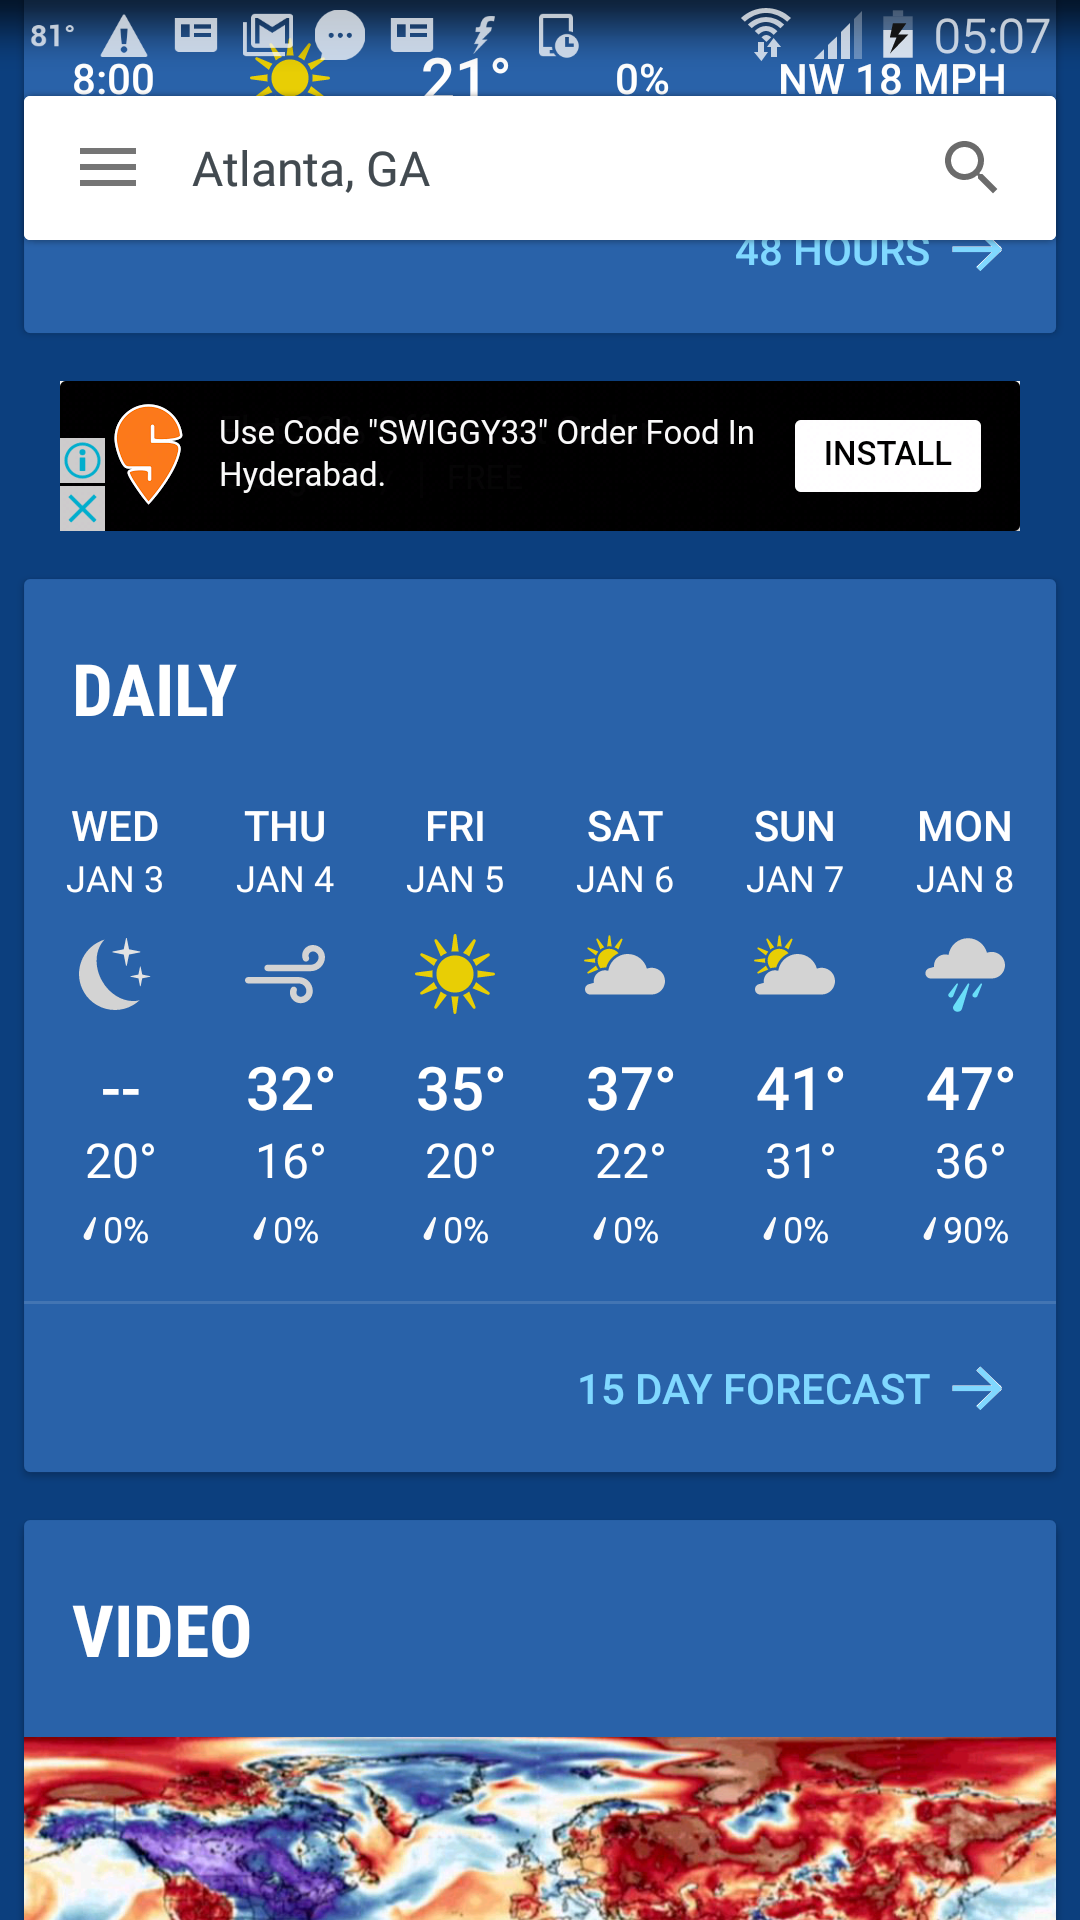 81° 05:07
8:00 21° 0% NW 18 MPH
Atlanta, GA
48 HOURS
Use Code "SWIGGY33" Order Food In
Hyderabad.
FREE
INSTALL
DAILY
WED THU FRI SAT SUN MON
JAN 3 JAN 4 JAN 5 JAN 6 JAN 7 JAN 8
-- 32° 35° 37° 41° 47°
20° 16° 20° 22° 31° 36°
0% 0% 0% 0% 0% 90%
15 DAY FORECAST
VIDEO